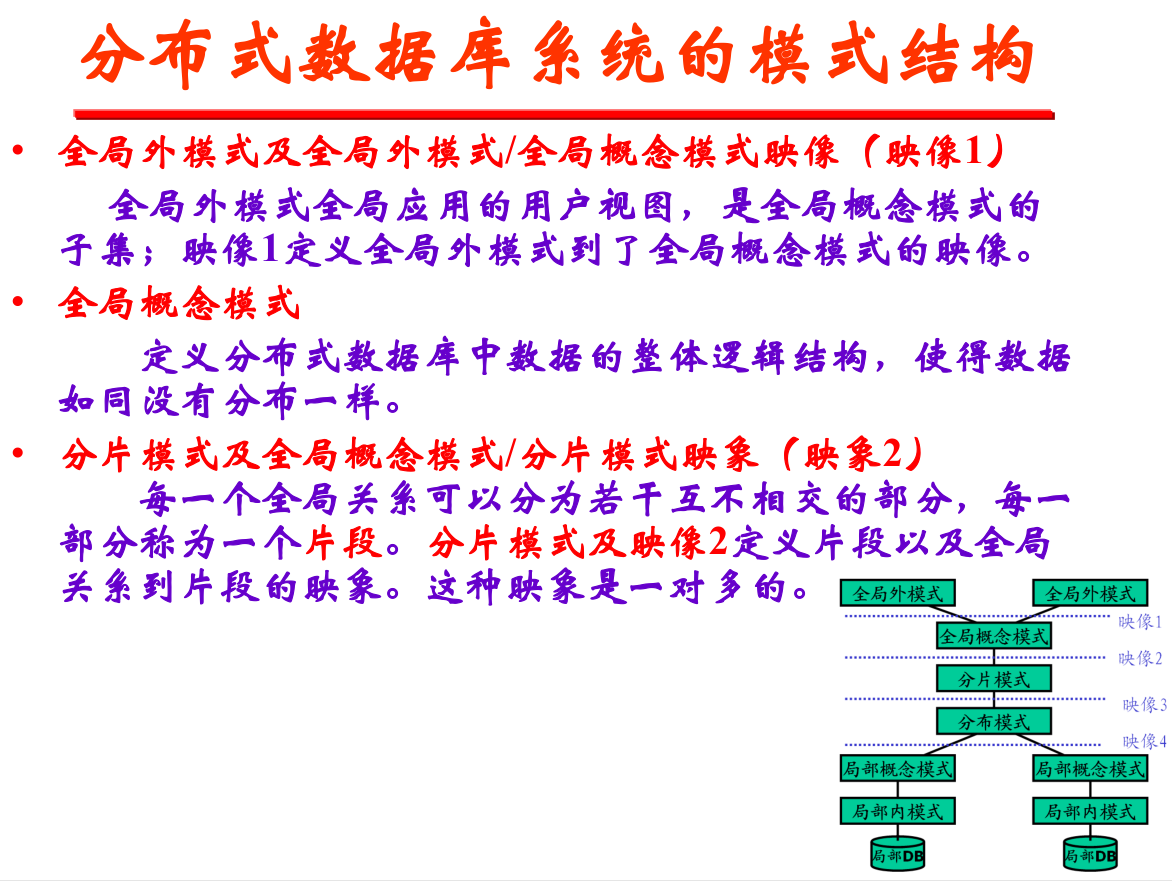 分布式数据库系统的模式结构
• 全局外模式及全局外模式/全局概念模式映像（映像1）
全局外模式全局应用的用户视图，是全局概念模式的
子集；映像1定义全局外模式到了全局概念模式的映像。
• 全局概念模式
定义分布式数据库中数据的整体逻辑结构，使得数据
如同没有分布一样。
• 分片模式及全局概念模式/分片模式映象（映象2）
每一个全局关系可以分为若干互不相交的部分，每一
部分称为一个片段。分片模式及映像2定义片段以及全局
关系到片段的映象。这种映象是一对多的。
全局外模式 全局外模式
映像1
全局概念模式
映像2
分片模式
映像3
分布模式
映像4
局部概念模式 局部概念模式
局部内模式 局部内模式
局部DB 局部DB